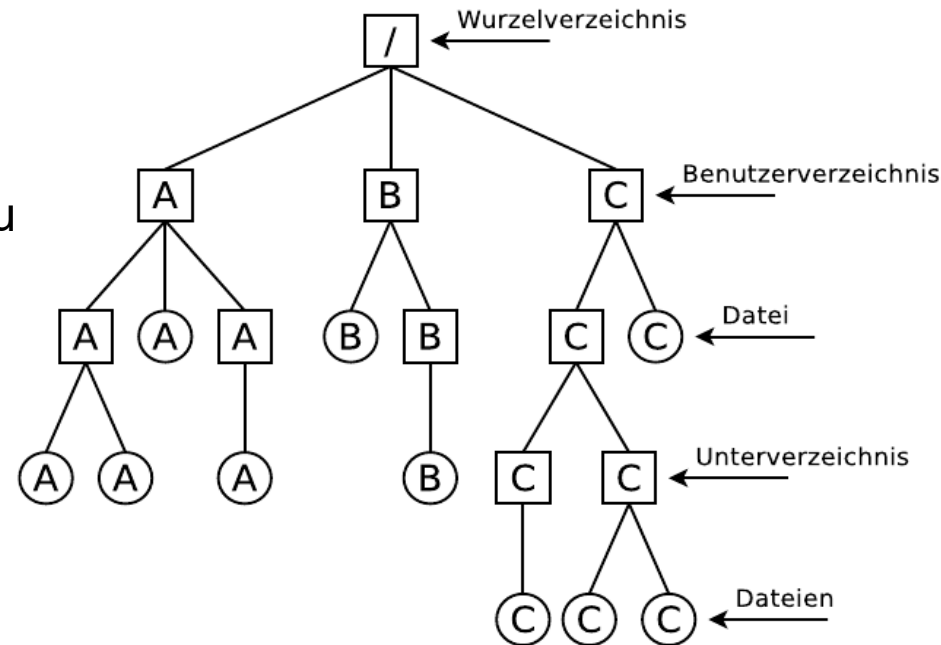 Wurzelverzeichnis
/
Benutzerverzeichnis
A B C
u
Datei
A A A B B C C
Unterverzeichnis
A A A B C C
Dateien
C C C